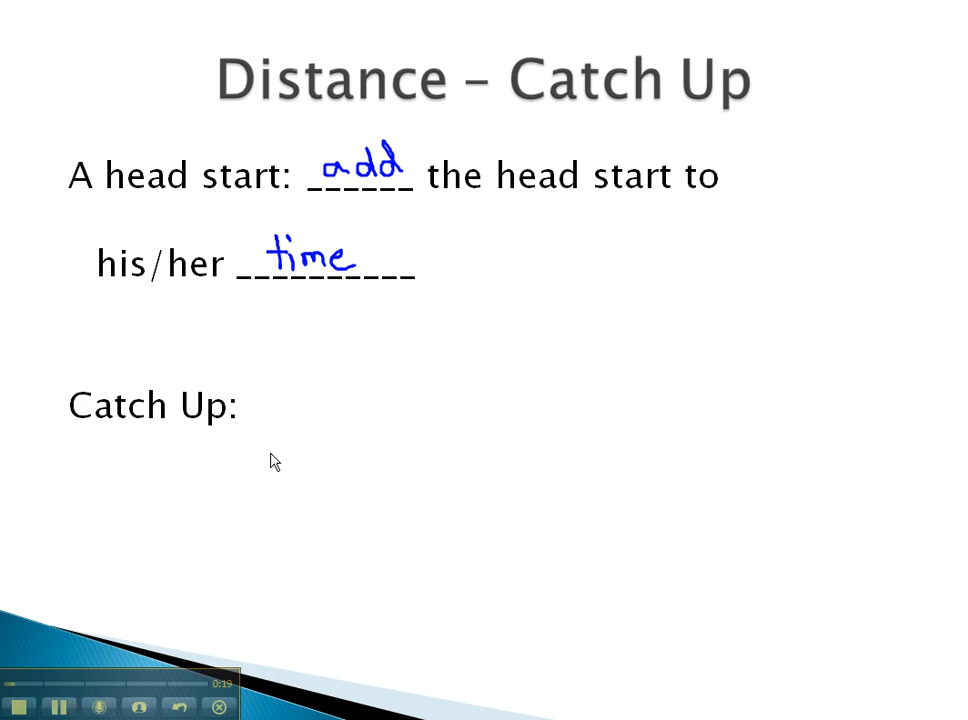 Distance – Catch Up
A head start: add the head start to
his/her time
Catch Up:
0:19